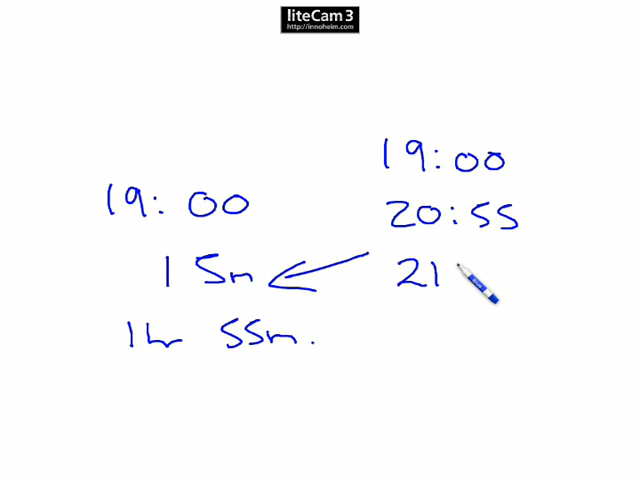 liteCam 3
http://innoheim.com
19:00
15m
1hr 55m.
19:00
20:55
21